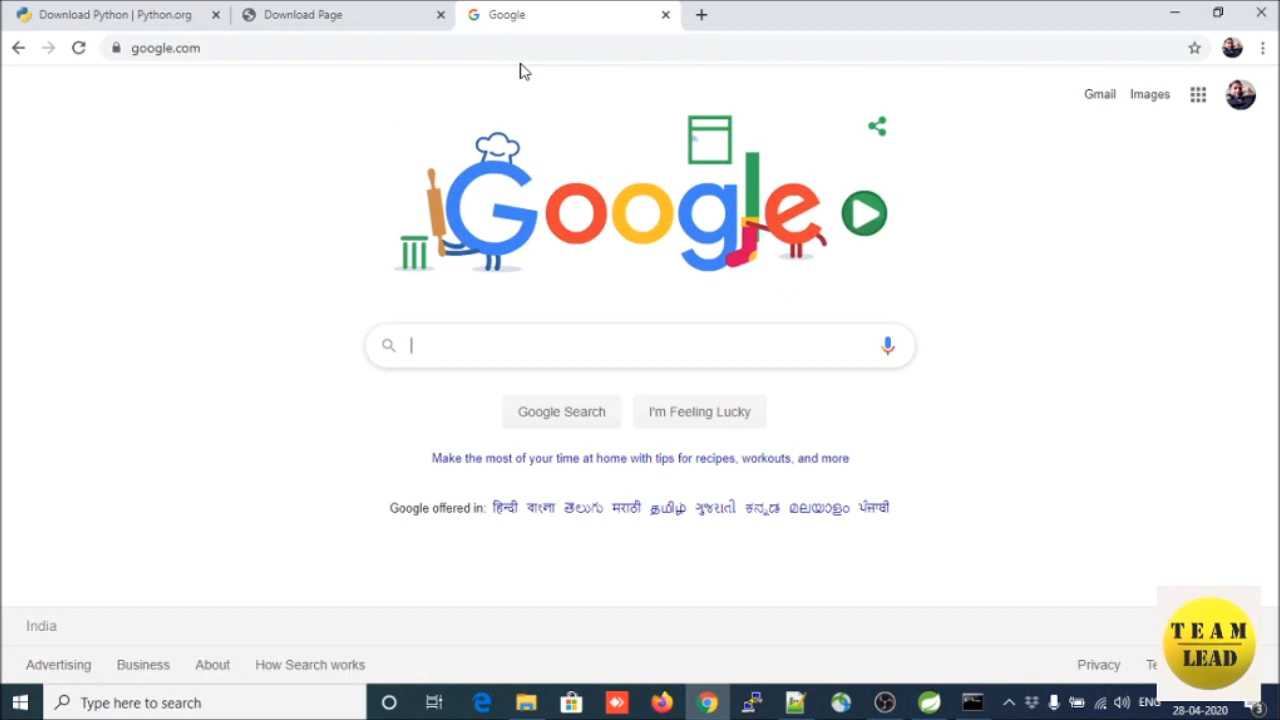 Download Python | Python.org
Download Page
Google
google.com
Gmail Images
Google
Google Search
I'm Feeling Lucky
Make the most of your time at home with tips for recipes, workouts, and more
Google offered in: हिन्दी বাংলা తెలుగు मराठी தமிழ் ગુજરાતી ಕನ್ನಡ മലയാളം ਪੰਜਾਬੀ
India
Advertising Business About How Search works Privacy
TEAM
LEAD
Type here to search
ENG
28-04-2020
3